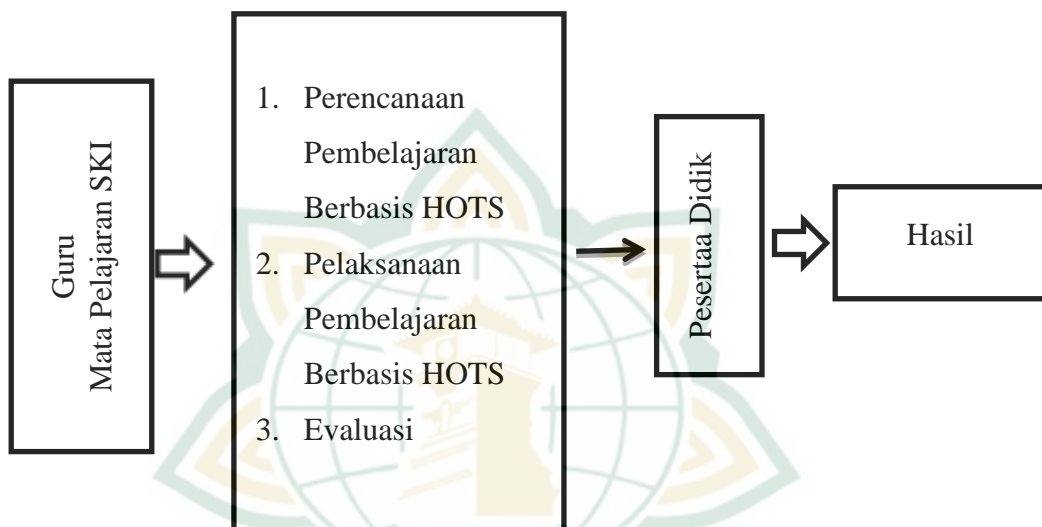 Guru
Mata Pelajaran SKI
1. Perencanaan
Pembelajaran
Berbasis HOTS
2. Pelaksanaan
Pembelajaran
Berbasis HOTS
3. Evaluasi
Pesertaa Didik
Hasil